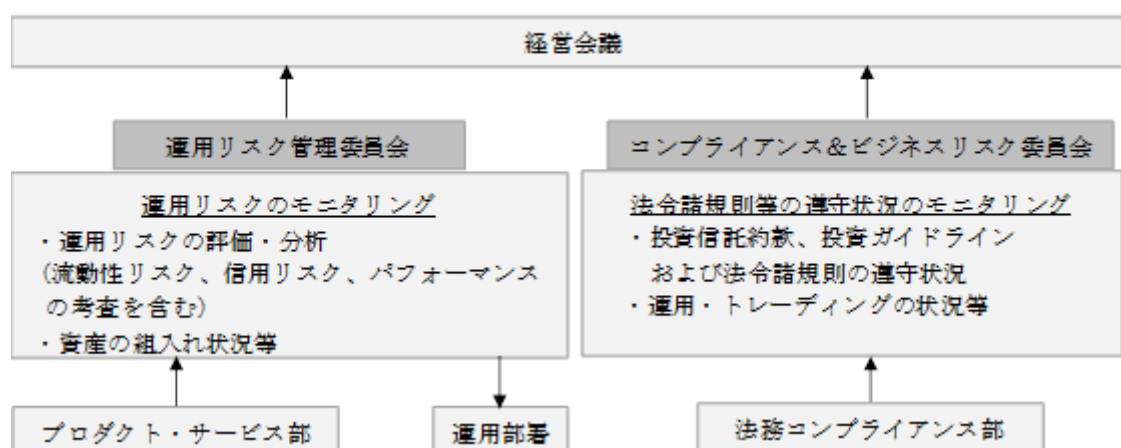 経営会議
運用リスク管理委員会
運用リスクのモニタリング
・運用リスクの評価・分析
(流動性リスク、信用リスク、パフォーマンス
の考査を含む)
・資産の組入れ状況等
プロダクト・サービス部
運用部署
コンプライアンス&ビジネスリスク委員会
法令諸規則等の遵守状況のモニタリング
・投資信託約款、投資ガイドライン
および法令諸規則の遵守状況
・運用・トレーディングの状況等
法務コンプライアンス部